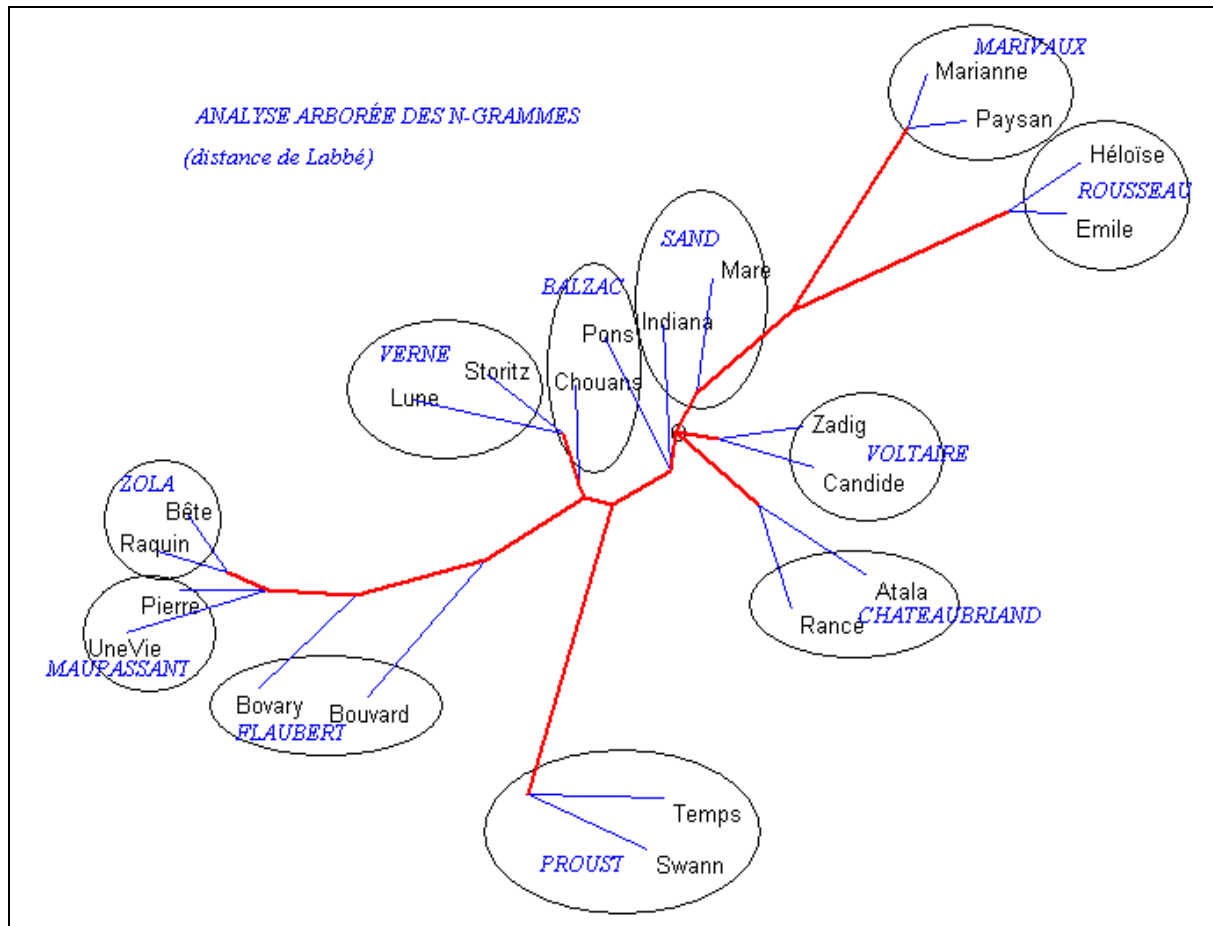 MARIVAUX
Marianne
Paysan
ANALYSE ARBORÉE DES N-GRAMMES
(distance de Labbé)
Héloïse
ROUSSEAU
Emile
SAND
Mare
Indiana
BALZAC
Pons
Chouans
VERNE
Storitz
Lune
Zadig
VOLTAIRE
Candide
ZOLA
Bête
Raquin
Pierre
UneVie
MAURASSANT
Atala
CHATEAUBRIAND
Rance
Bovary
Bouvard
FLAUBERT
Temps
PROUST
Swann